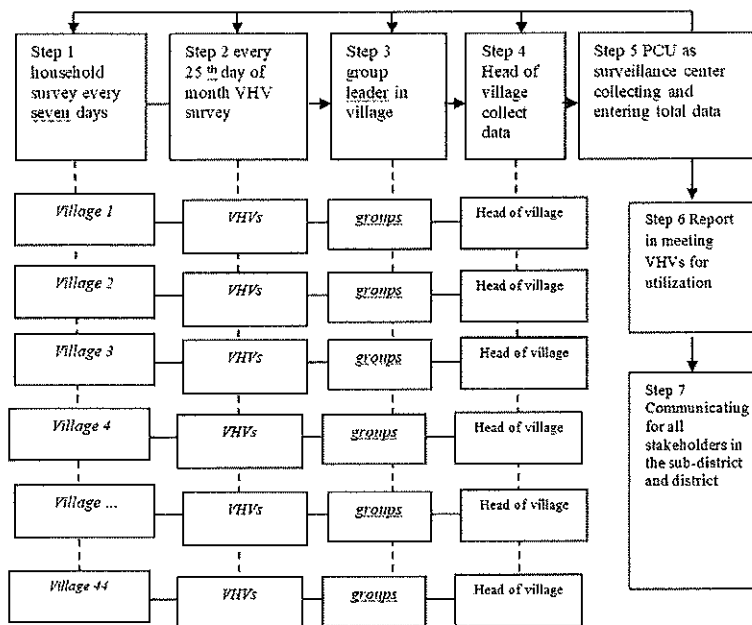 Step 1
household
survey every
seven days
Step 2 every
25 th day of
month VHV
survey
Step 3
group
leader in
village
Step 4
Head of
village
collect
data
Step 5 PCU as
surveillance center
collecting and
entering total data
Village 1
VHVs
groups
Head of village
Step 6 Report
in meeting
VHVs for
utilization
Village 2
VHVs
groups
Head of village
Village 3
VHVs
groups
Head of village
Step 7
Communicating
for all
stakeholders in
the sub-district
and district
Village 4
VHVs
groups
Head of village
Village ...
VHVs
groups
Head of village
Village 44
VHVs
groups
Head of village